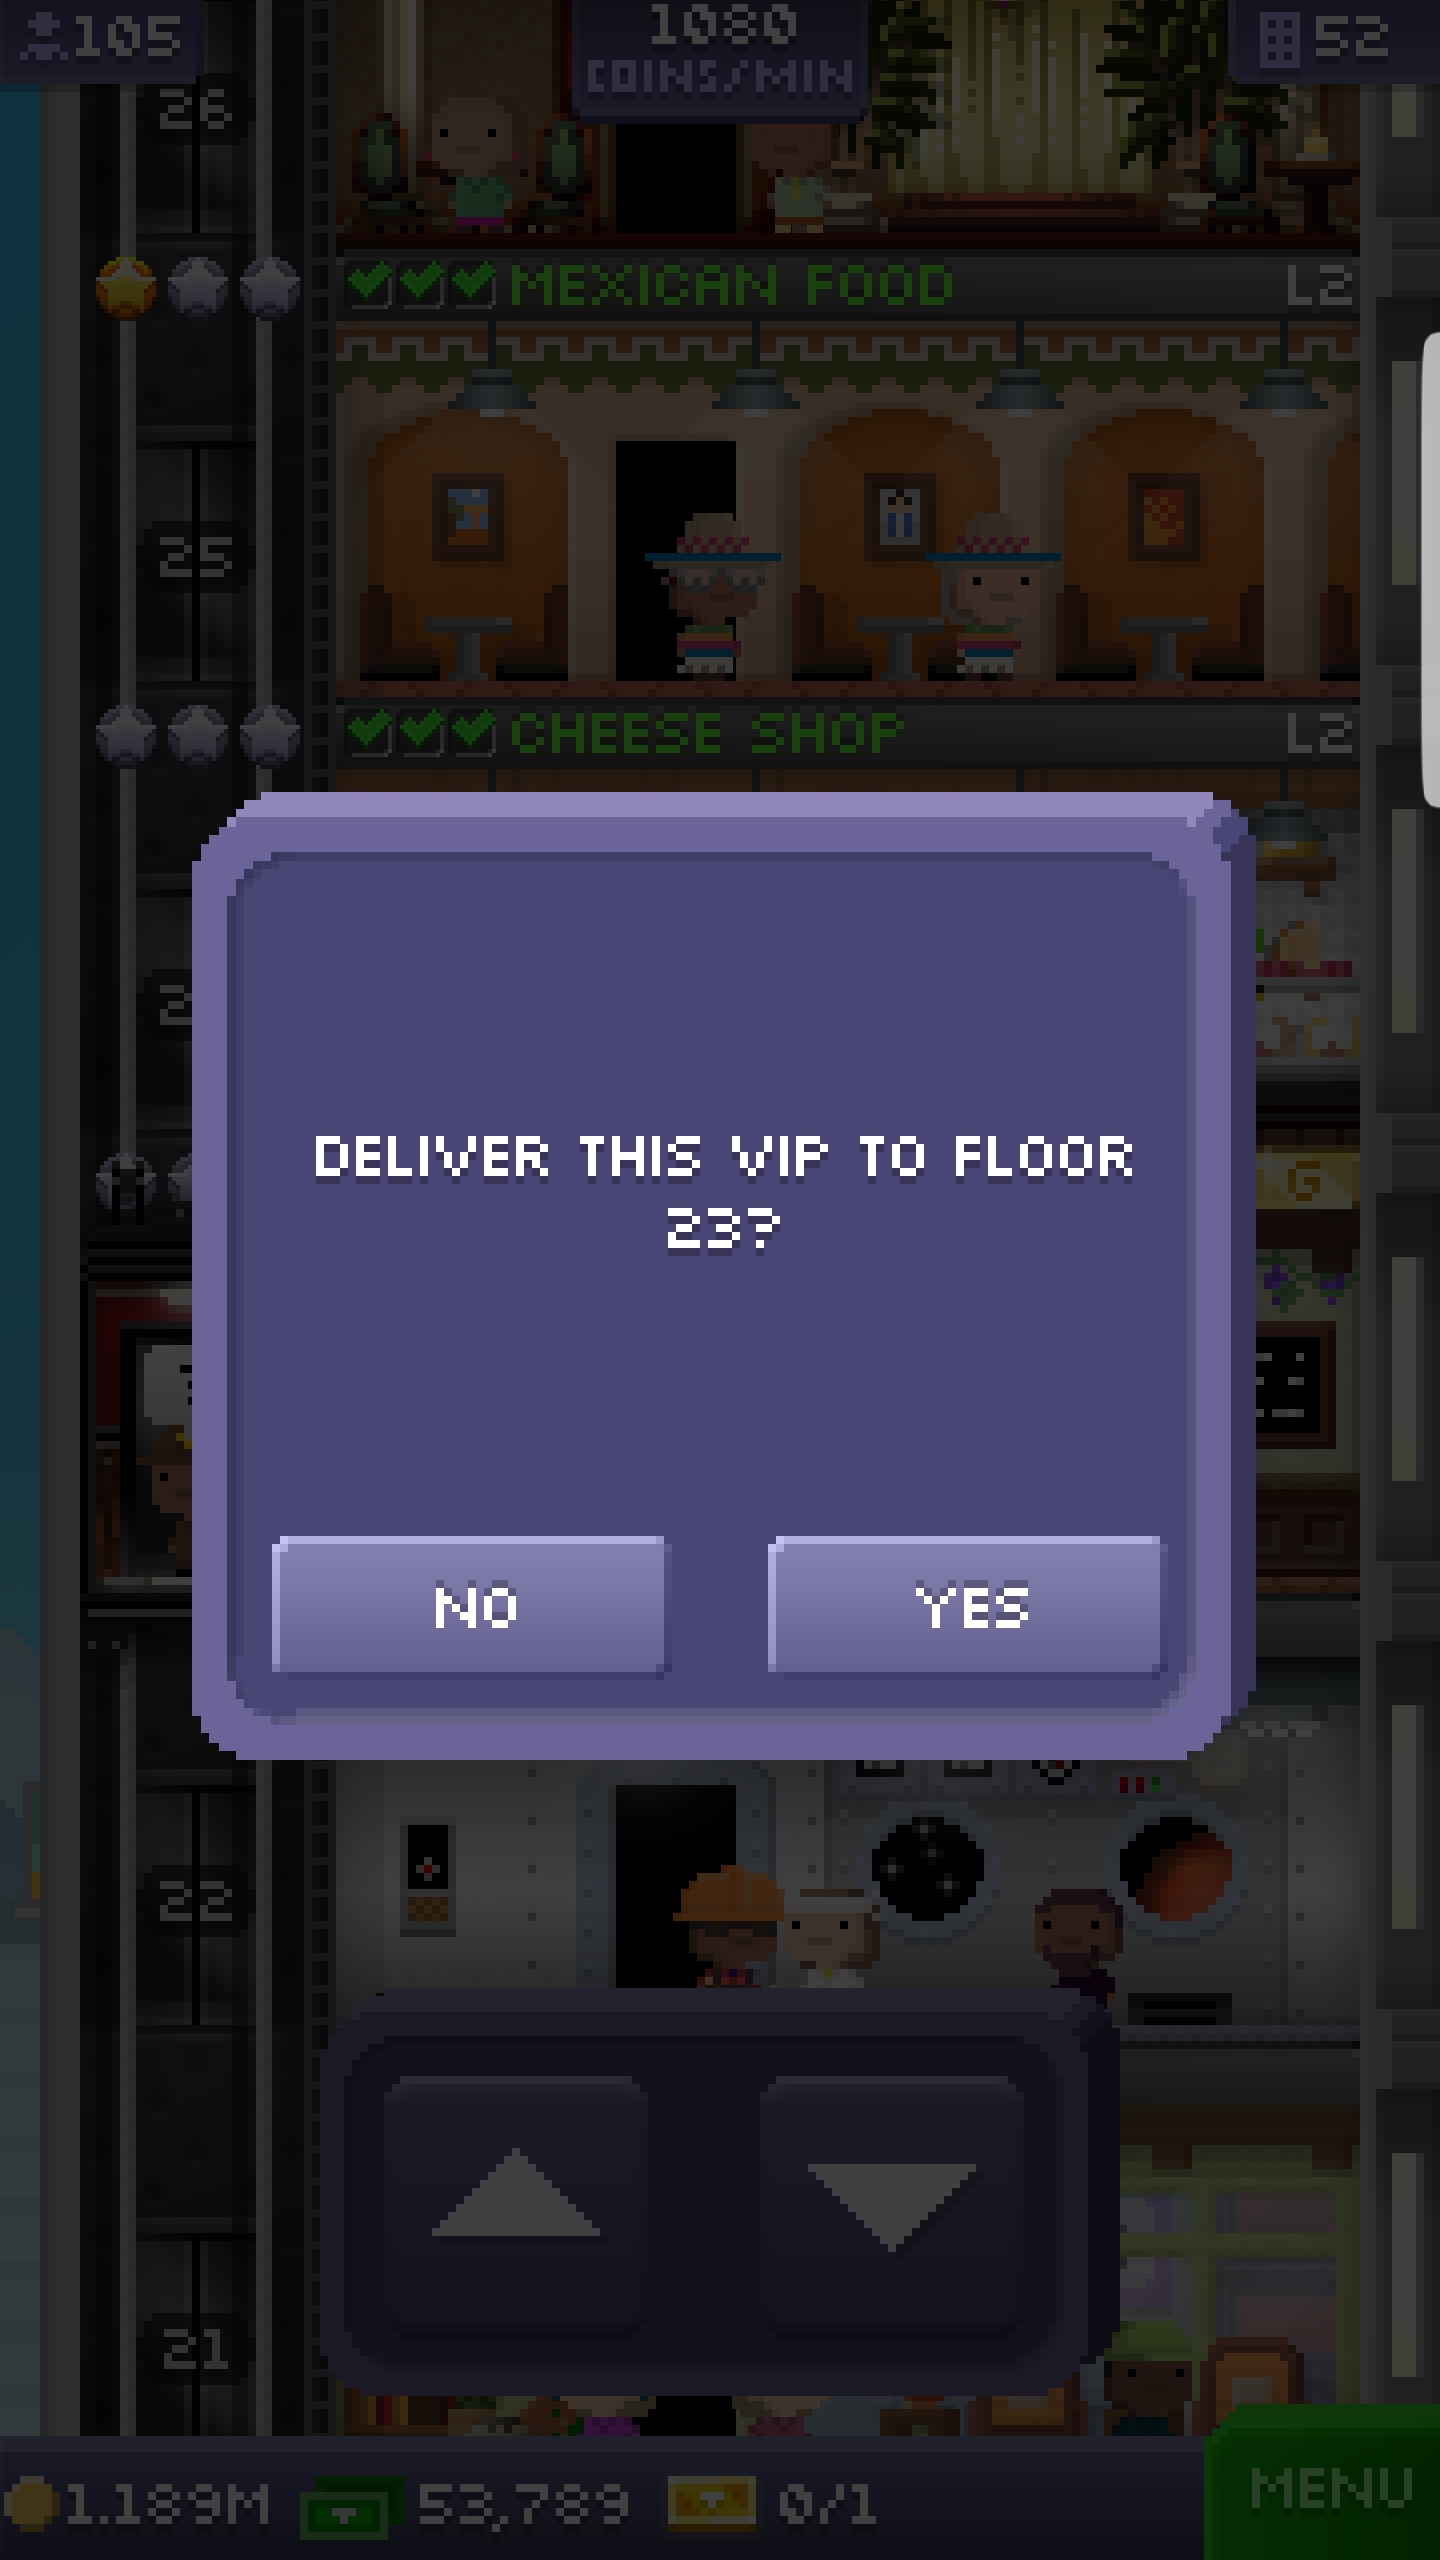 105
1080
COINS/MIN
52
26
MEXICAN FOOD
L2
25
CHEESE SHOP
L2
G
DELIVER THIS VIP TO FLOOR
23?
NO
YES
22
21
1.189M
53,789
0/1
MENU